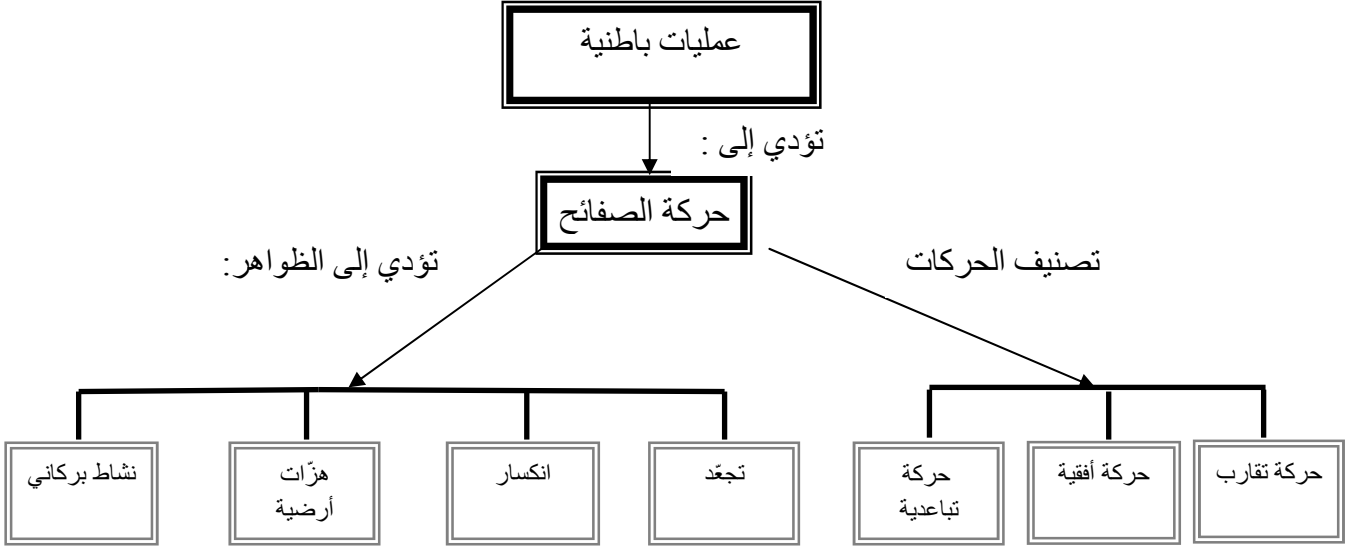 عمليات باطنية
تؤدي إلى :
حركة الصفائح
تصنيف الحركات
تؤدي إلى الظواهر:
حركة تقارب
حركة أفقية
حركة
تباعدية
تجعّد
انكسار
هزّات
أرضية
نشاط بركاني